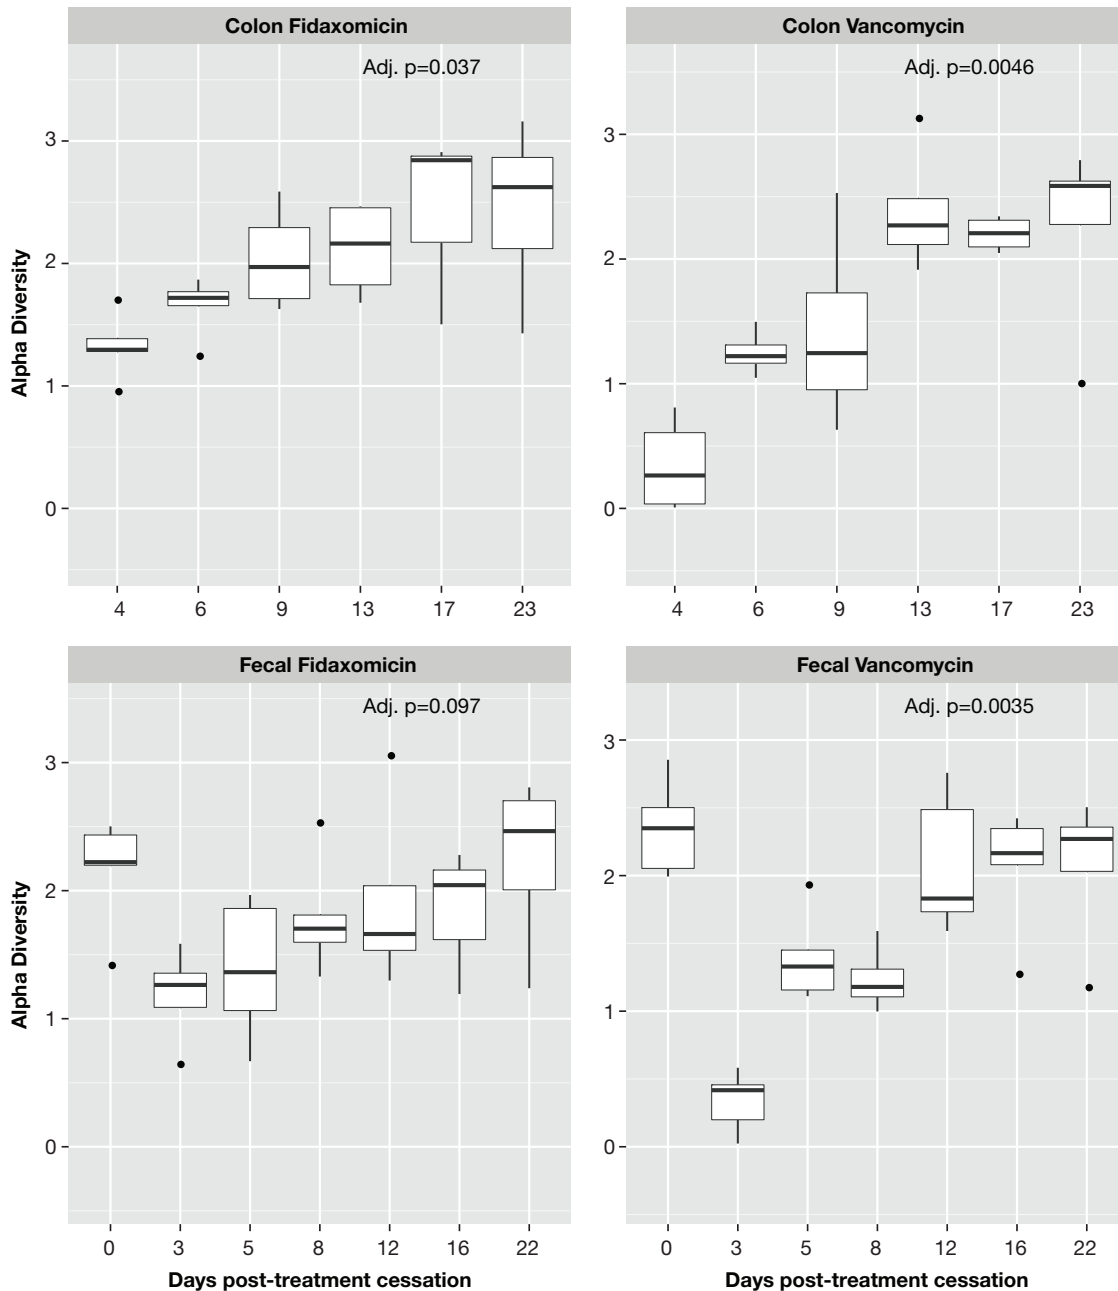 Colon Fidaxomicin
Adj. p=0.037
Alpha Diversity
3
2
1
0
4 6 9 13 17 23
Colon Vancomycin
Adj. p=0.0046
3
2
1
0
4 6 9 13 17 23
Fecal Fidaxomicin
Adj. p=0.097
Alpha Diversity
3
2
1
0
0 3 5 8 12 16 22
Days post-treatment cessation
Fecal Vancomycin
Adj. p=0.0035
3
2
1
0
0 3 5 8 12 16 22
Days post-treatment cessation